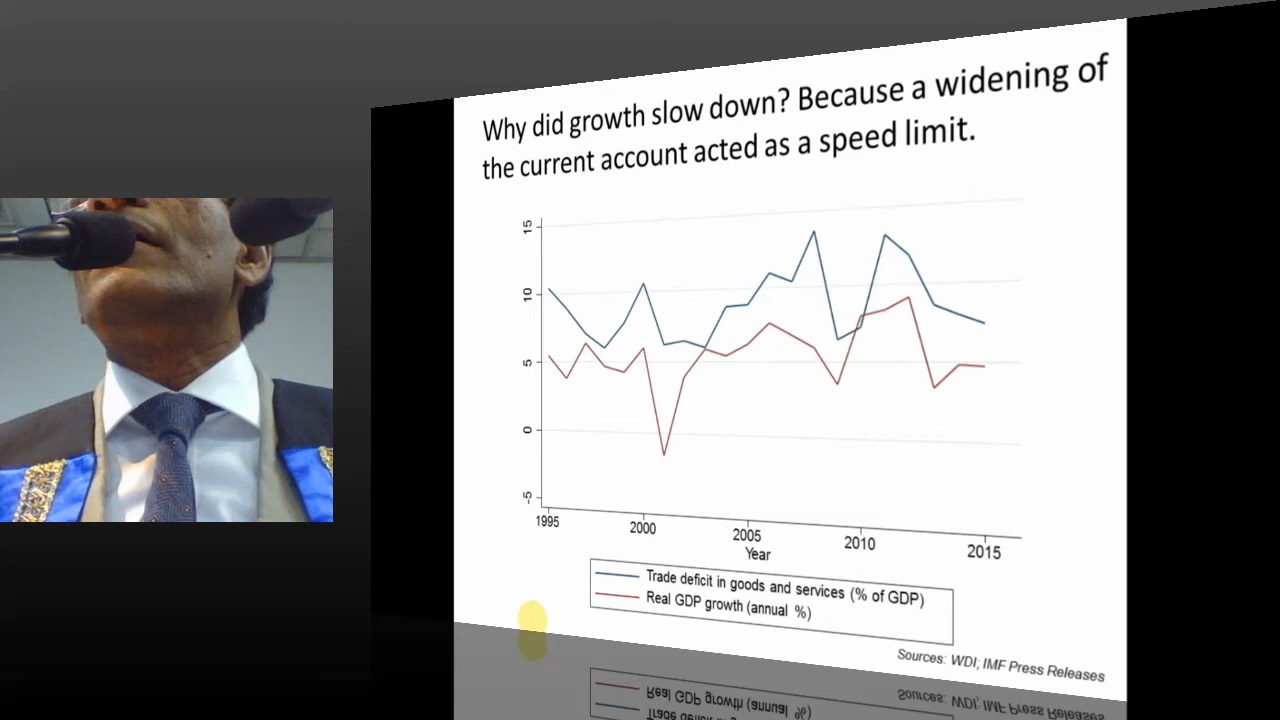 Why did growth slow down? Because a widening of
the current account acted as a speed limit.
15
10
5
0
-5
1995
2000
2005
2010
2015
Year
Trade deficit in goods and services (% of GDP)
Real GDP growth (annual %)
Sources: WDI; IMF Press Releases